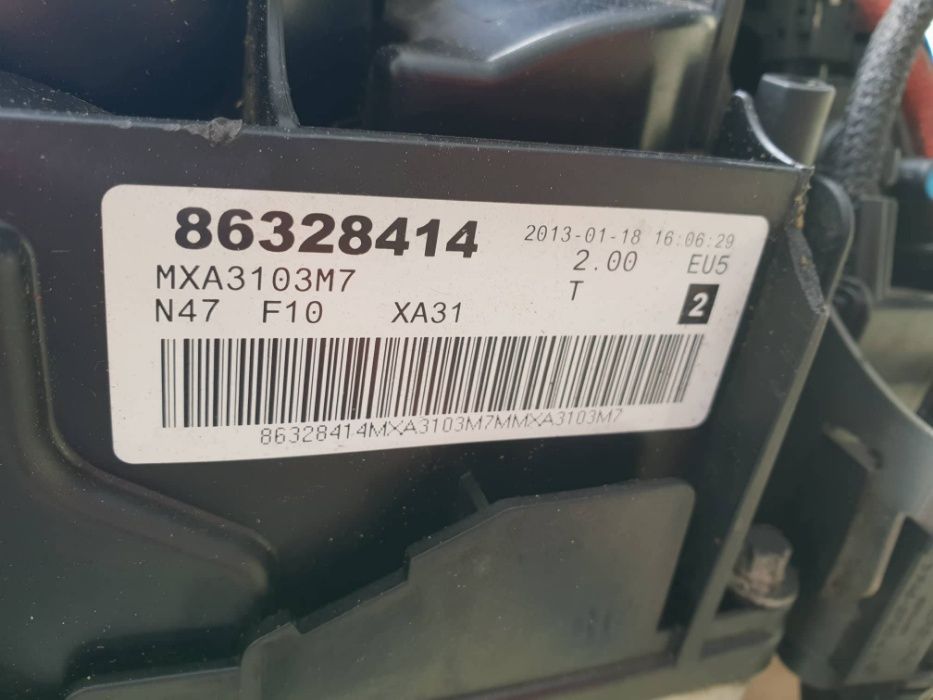 86328414 2013-01-18 16:06:29
MXA3103M7 2.00 EU5
N47 F10 XA31 T 2
86328414MXA3103M7MMXA3103M7